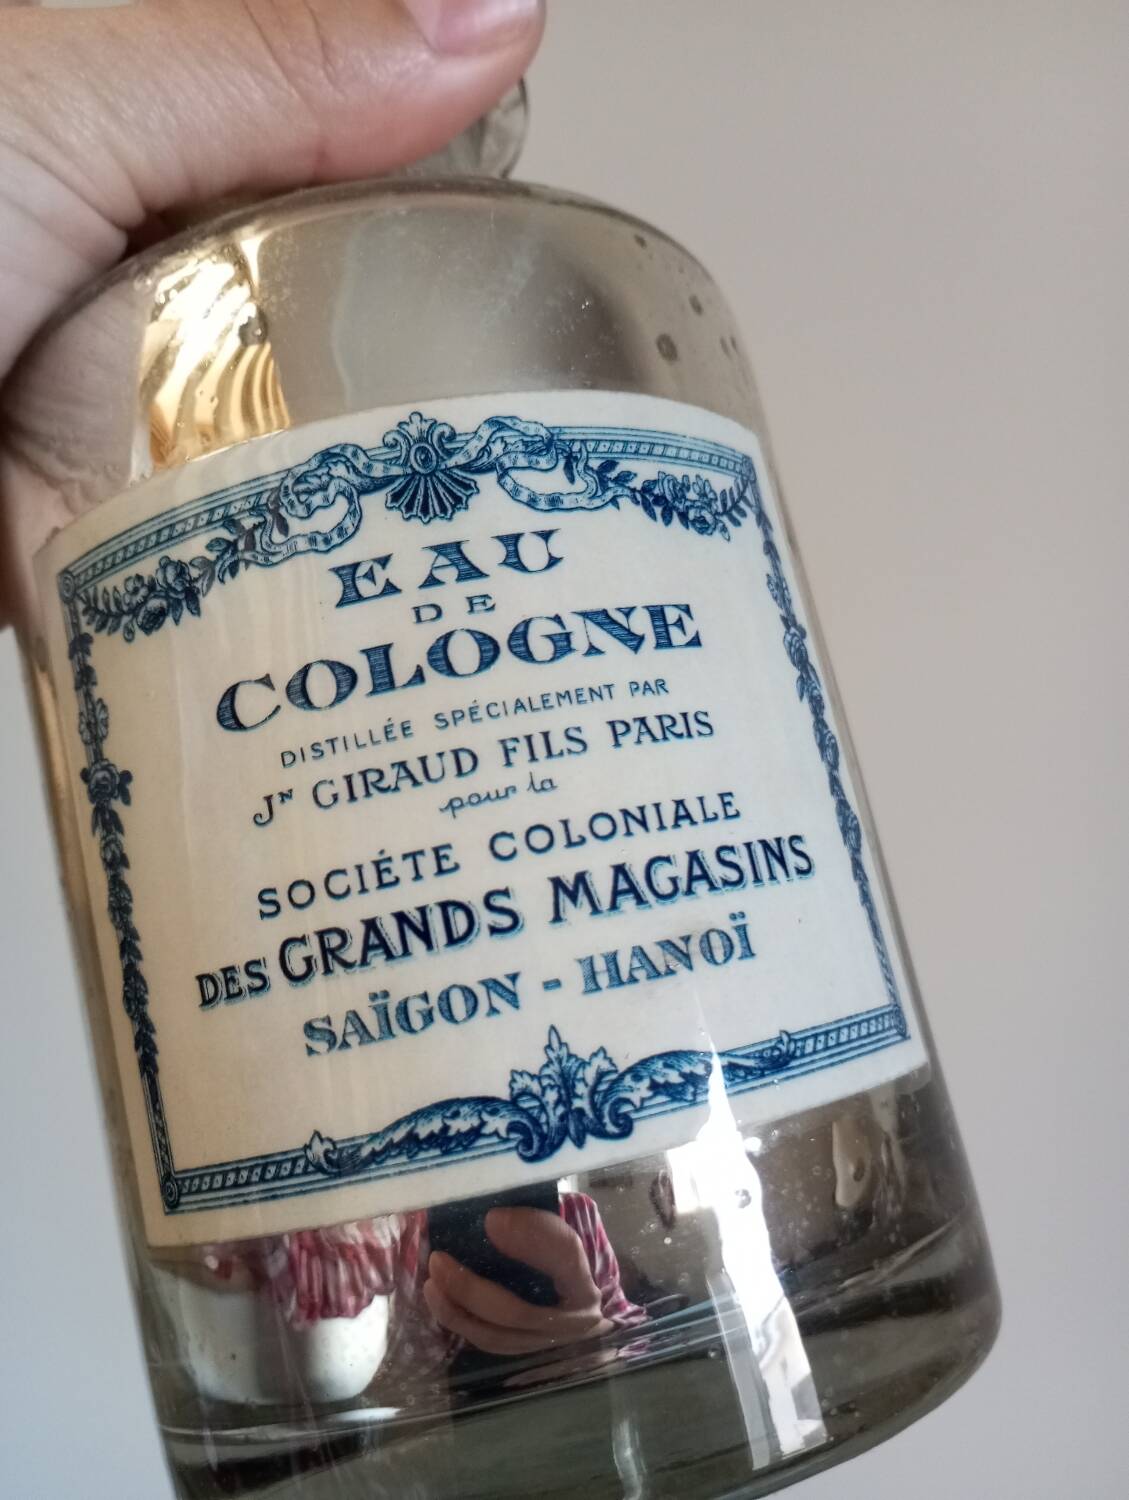 EAU
DE
COLOGNE
DISTILLÉE SPÉCIALEMENT PAR
Jᴺ GIRAUD FILS PARIS
pour la
SOCIÉTE COLONIALE
DES GRANDS MAGASINS
SAÏGON - HANOÏ